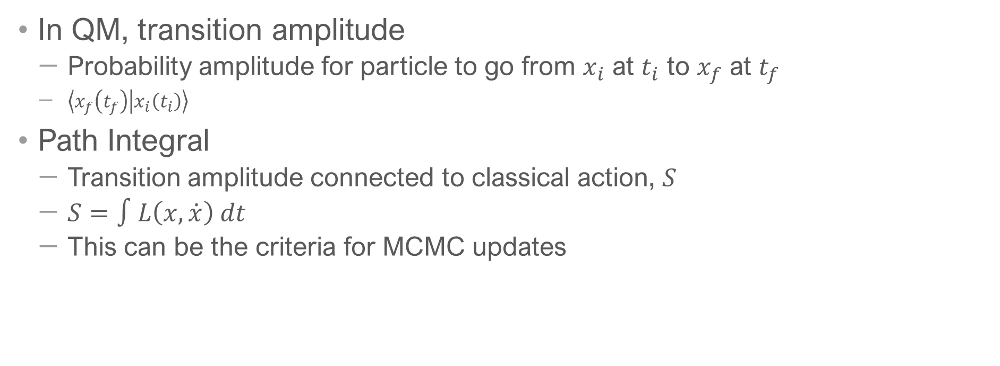 • In QM, transition amplitude
– Probability amplitude for particle to go from $x_i$ at $t_i$ to $x_f$ at $t_f$
– $\langle x_f(t_f)|x_i(t_i)\rangle$
• Path Integral
– Transition amplitude connected to classical action, $S$
– $S = \int L(x, \dot{x})\, dt$
– This can be the criteria for MCMC updates